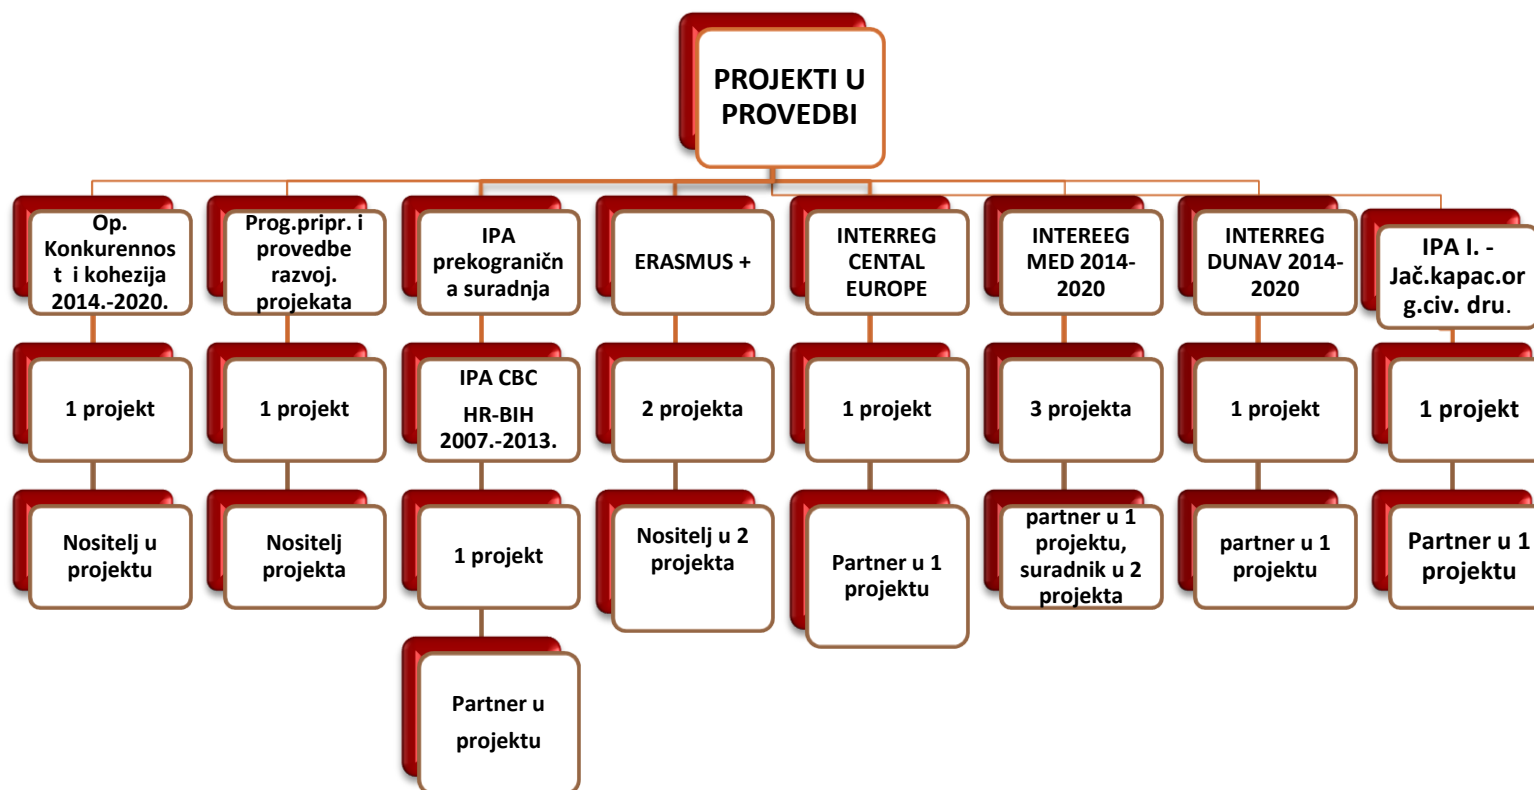 PROJEKTI U
PROVEDBI
Op.
Konkurennos
t i kohezija
2014.-2020.
Prog.pripr. i
provedbe
razvoj.
projekata
IPA
prekograničn
a suradnja
ERASMUS +
INTERREG
CENTAL
EUROPE
INTEREEG
MED 2014-
2020
INTERREG
DUNAV 2014-
2020
IPA I. -
Jač.kapac.or
g.civ. dru.
1 projekt
1 projekt
IPA CBC
HR-BIH
2007.-2013.
2 projekta
1 projekt
3 projekta
1 projekt
1 projekt
Nositelj u
projektu
Nositelj
projekta
1 projekt
Nositelj u 2
projekta
Partner u 1
projektu
partner u 1
projektu,
suradnik u 2
projekta
partner u 1
projektu
Partner u 1
projektu
Partner u
projektu